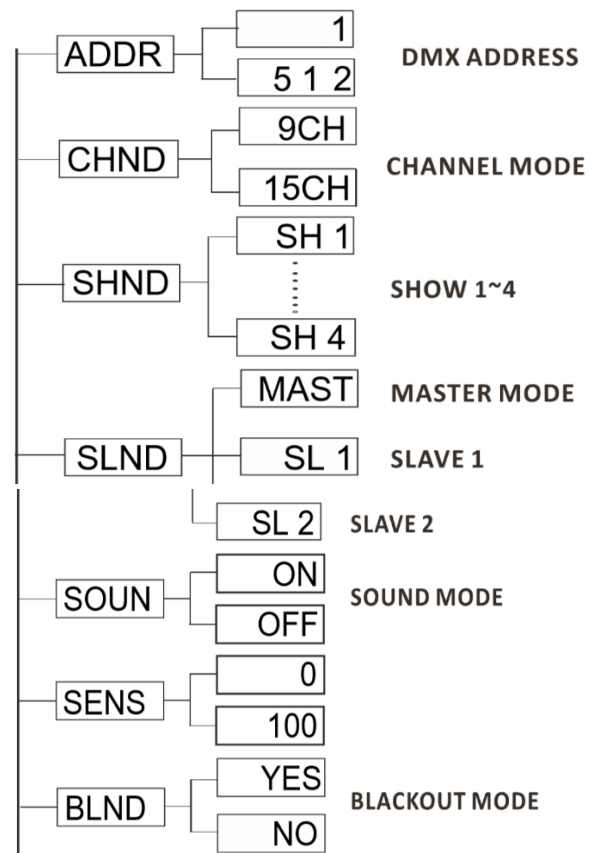 1
ADDR
DMX ADDRESS
5 1 2
9CH
CHND
CHANNEL MODE
15CH
SH 1
SHND
SHOW 1~4
SH 4
MAST
MASTER MODE
SLND
SL 1
SLAVE 1
SL 2
SLAVE 2
ON
SOUN
SOUND MODE
OFF
0
SENS
100
YES
BLND
BLACKOUT MODE
NO